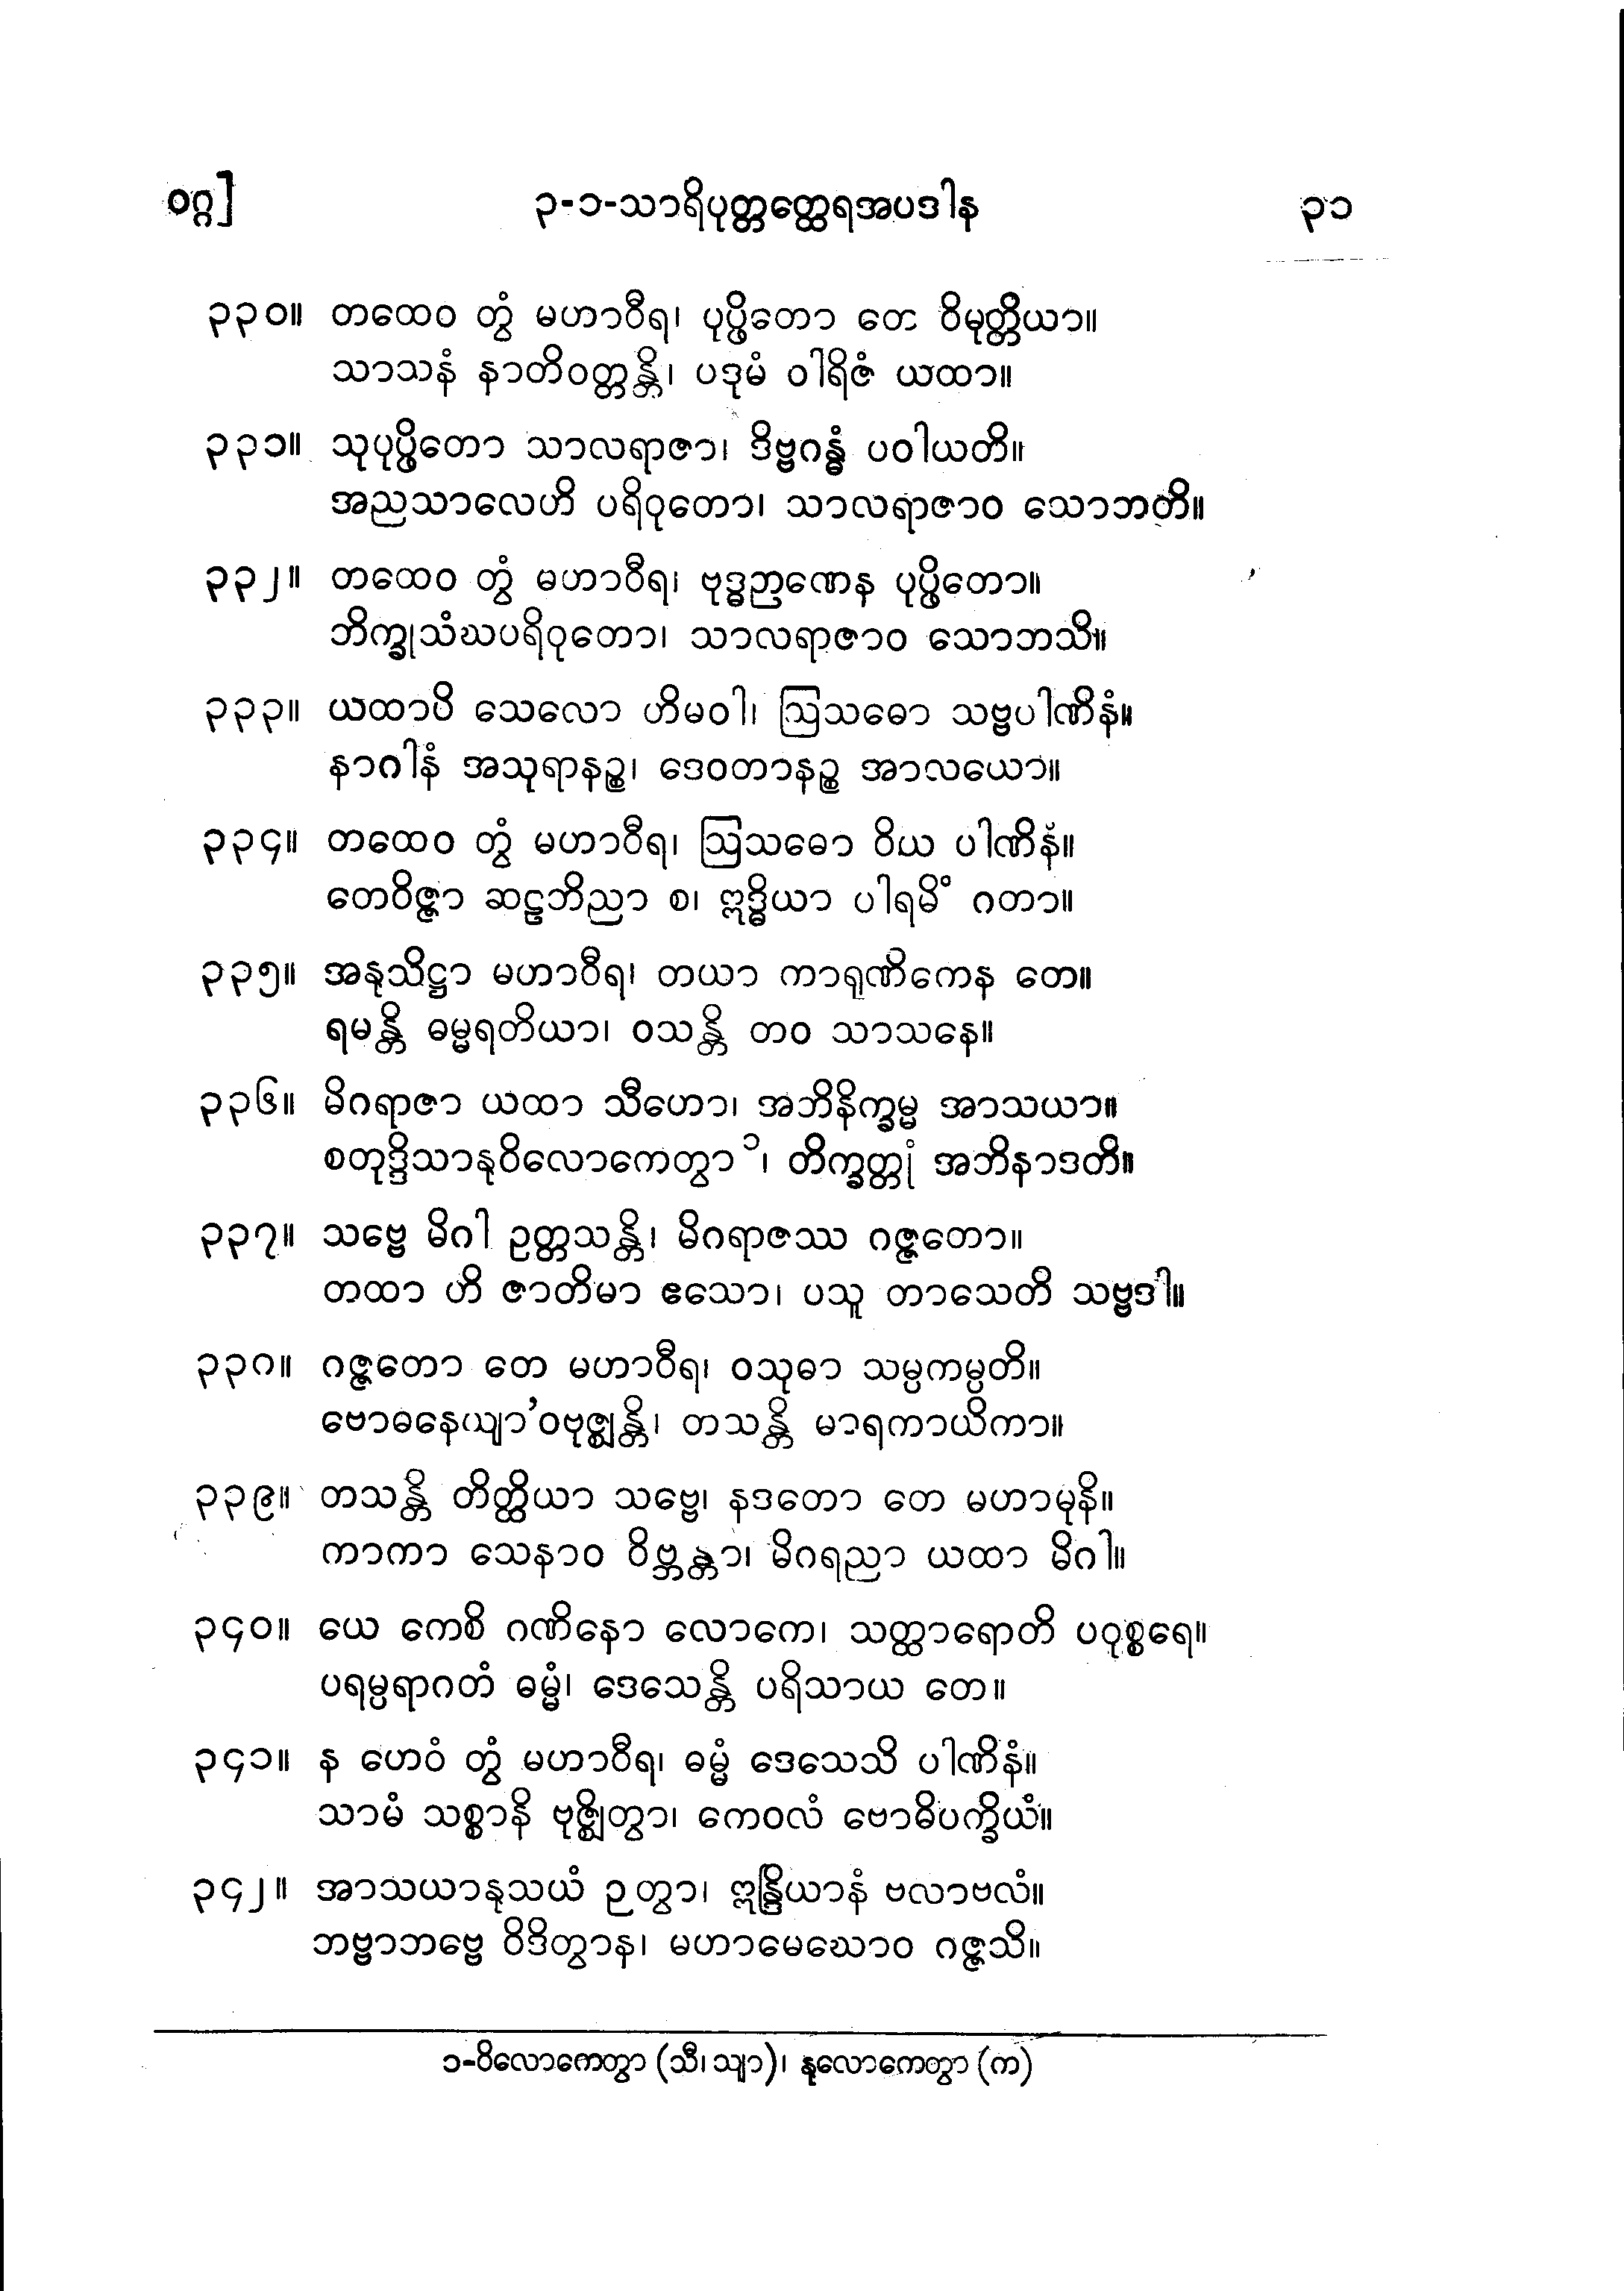 ဝဂ္ဂ] ၃-၁-သာရိပုတ္တတ္ထေရအပဒါန ၃၁
၃၃၀။ တထေဝ တွံ မဟာဝီရ၊ ပုပ္ဖိတော တေ ဝိမုတ္တိယာ။
သာသနံ နာတိဝတ္တန္တိ၊ ပဒုမံ ဝါရိဇံ ယထာ။
၃၃၁။ သုပုပ္ဖိတော သာလရာဇာ၊ ဒိဗ္ဗဂန္ဓံ ပဝါယတိ။
အညသာလေဟိ ပရိဝုတော၊ သာလရာဇာဝ သောဘတိ။
၃၃၂။ တထေဝ တွံ မဟာဝီရ၊ ဗုဒ္ဓဉာဏေန ပုပ္ဖိတော။
ဘိက္ခုသံဃပရိဝုတော၊ သာလရာဇာဝ သောဘသိ။
၃၃၃။ ယထာပိ သေလော ဟိမဝါ၊ ဩသဓော သဗ္ဗပါဏိနံ။
နာဂါနံ အသုရာနဉ္စ၊ ဒေဝတာနဉ္စ အာလယော။
၃၃၄။ တထေဝ တွံ မဟာဝီရ၊ ဩသဓော ဝိယ ပါဏိနံ။
တေဝိဇ္ဇာ ဆဠဘိညာ စ၊ ဣဒ္ဓိယာ ပါရမိံ ဂတာ။
၃၃၅။ အနုသိဋ္ဌာ မဟာဝီရ၊ တယာ ကာရုဏိကေန တေ။
ရမန္တိ ဓမ္မရတိယာ၊ ဝသန္တိ တဝ သာသနေ။
၃၃၆။ မိဂရာဇာ ယထာ သီဟော၊ အဘိနိက္ခမ္မ အာသယာ။
စတုဒ္ဒိသာနုဝိလောကေတွာ ၁၊ တိက္ခတ္တုံ အဘိနာဒတိ။
၃၃၇။ သဗ္ဗေ မိဂါ ဥတ္တသန္တိ၊ မိဂရာဇဿ ဂဇ္ဇတော။
တထာ ဟိ ဇာတိမာ ဧသော၊ ပသူ တာသေတိ သဗ္ဗဒါ။
၃၃၈။ ဂဇ္ဇတော တေ မဟာဝီရ၊ ဝသုဓာ သမ္ပကမ္ပတိ။
ဗောဓနေယျာ’ဝဗုဇ္ဈန္တိ၊ တသန္တိ မာရကာယိကာ။
၃၃၉။ တသန္တိ တိတ္ထိယာ သဗ္ဗေ၊ နဒတော တေ မဟာမုနိ။
ကာကာ သေနာဝ ဝိဗ္ဘန္တာ၊ မိဂရညာ ယထာ မိဂါ။
၃၄၀။ ယေ ကေစိ ဂဏိနော လောကေ၊ သတ္ထာရောတိ ပဝုစ္စရေ။
ပရမ္ပရာဂတံ ဓမ္မံ၊ ဒေသေန္တိ ပရိသာယ တေ။
၃၄၁။ န ဟေဝံ တွံ မဟာဝီရ၊ ဓမ္မံ ဒေသေသိ ပါဏိနံ။
သာမံ သစ္စာနိ ဗုဇ္ဈိတွာ၊ ကေဝလံ ဗောဓိပက္ခိယံ။
၃၄၂။ အာသယာနုသယံ ဉတွာ၊ ဣန္ဒြိယာနံ ဗလာဗလံ။
ဘဗ္ဗာဘဗ္ဗေ ဝိဒိတွာန၊ မဟာမေဃောဝ ဂဇ္ဇသိ။
၁-ဝိလောကေတွာ (သီ၊ သျာ)၊ နုလောကေတွာ (က)